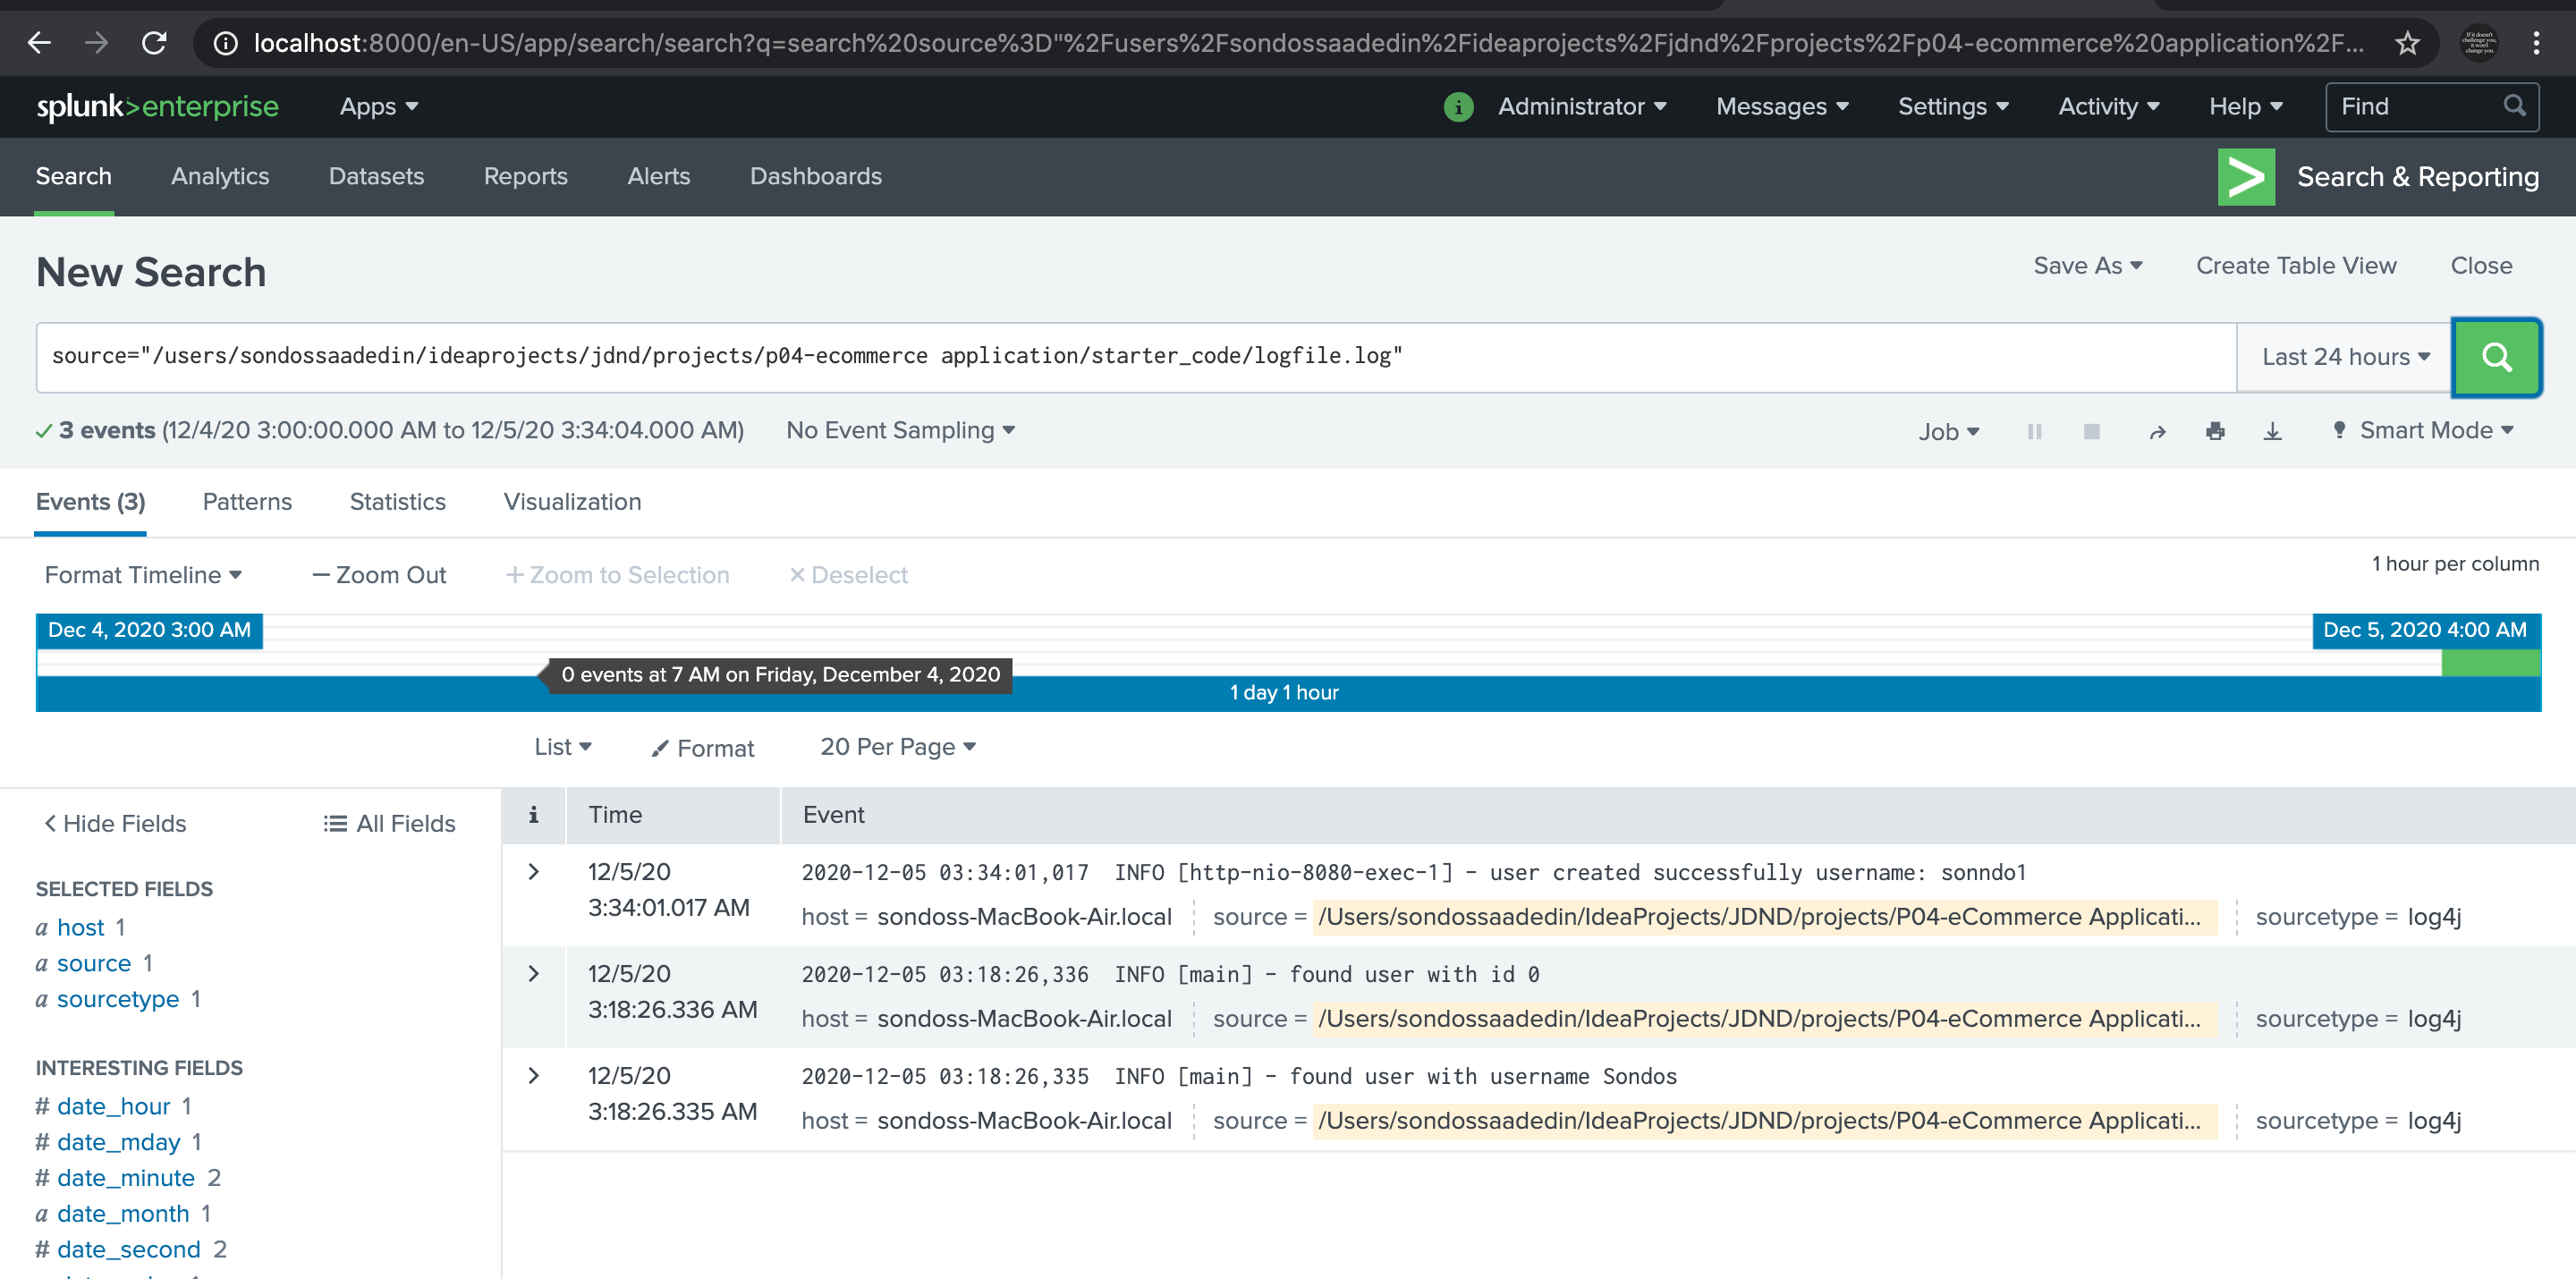 localhost:8000/en-US/app/search/search?q=search%20source%3D"%2Fusers%2Fsondossaadedin%2Fideaprojects%2Fjdnd%2Fprojects%2Fp04-ecommerce%20application%2F...
splunk>enterprise Apps Administrator Messages Settings Activity Help Find
Search Analytics Datasets Reports Alerts Dashboards Search & Reporting
New Search Save As Create Table View Close
source="/users/sondossaadedin/ideaprojects/jdnd/projects/p04-ecommerce application/starter_code/logfile.log" Last 24 hours
3 events (12/4/20 3:00:00.000 AM to 12/5/20 3:34:04.000 AM) No Event Sampling Job Smart Mode
Events (3) Patterns Statistics Visualization
Format Timeline — Zoom Out + Zoom to Selection × Deselect 1 hour per column
Dec 4, 2020 3:00 AM Dec 5, 2020 4:00 AM
0 events at 7 AM on Friday, December 4, 2020
1 day 1 hour
List Format 20 Per Page
< Hide Fields All Fields
i Time Event
SELECTED FIELDS
a host 1
a source 1
a sourcetype 1
INTERESTING FIELDS
# date_hour 1
# date_mday 1
# date_minute 2
a date_month 1
# date_second 2
12/5/20 2020-12-05 03:34:01,017 INFO [http-nio-8080-exec-1] - user created successfully username: sonndo1
3:34:01.017 AM host = sondoss-MacBook-Air.local source = /Users/sondossaadedin/IdeaProjects/JDND/projects/P04-eCommerce Applicati... sourcetype = log4j
12/5/20 2020-12-05 03:18:26,336 INFO [main] - found user with id 0
3:18:26.336 AM host = sondoss-MacBook-Air.local source = /Users/sondossaadedin/IdeaProjects/JDND/projects/P04-eCommerce Applicati... sourcetype = log4j
12/5/20 2020-12-05 03:18:26,335 INFO [main] - found user with username Sondos
3:18:26.335 AM host = sondoss-MacBook-Air.local source = /Users/sondossaadedin/IdeaProjects/JDND/projects/P04-eCommerce Applicati... sourcetype = log4j